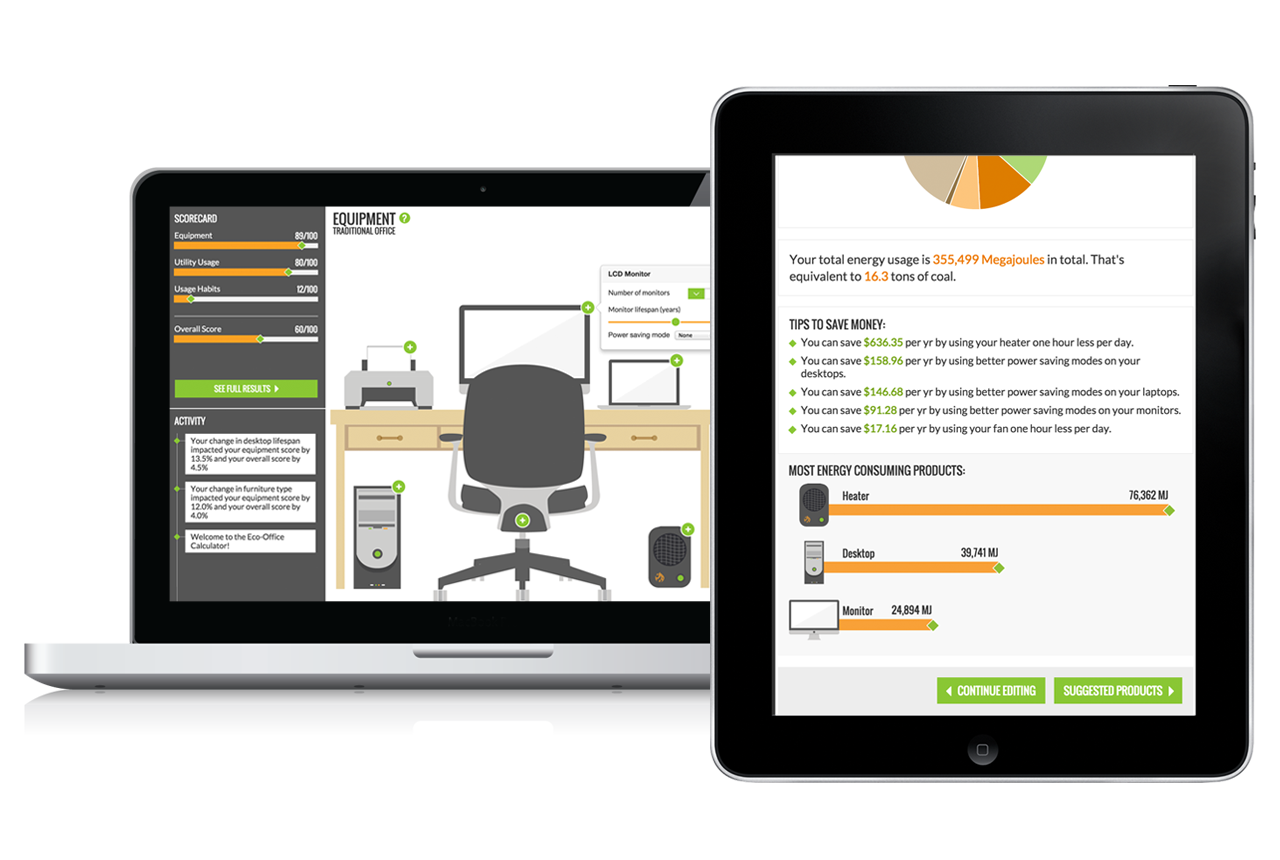 SCORECARD
Equipment 89/100
Utility Usage 80/100
Usage Habits 12/100
Overall Score 60/100
SEE FULL RESULTS
ACTIVITY
Your change in desktop lifespan
impacted your equipment score by
13.5% and your overall score by
4.5%
Your change in furniture type
impacted your equipment score by
12.0% and your overall score by
4.0%
Welcome to the Eco-Office
Calculator!
EQUIPMENT ?
TRADITIONAL OFFICE
LCD Monitor
Number of monitors
Monitor lifespan (years)
Power saving mode None
Your total energy usage is 355,499 Megajoules in total. That's
equivalent to 16.3 tons of coal.
TIPS TO SAVE MONEY:
You can save $636.35 per yr by using your heater one hour less per day.
You can save $158.96 per yr by using better power saving modes on your
desktops.
You can save $146.68 per yr by using better power saving modes on your laptops.
You can save $91.28 per yr by using better power saving modes on your monitors.
You can save $17.16 per yr by using your fan one hour less per day.
MOST ENERGY CONSUMING PRODUCTS:
Heater 76,362 MJ
Desktop 39,741 MJ
Monitor 24,894 MJ
CONTINUE EDITING
SUGGESTED PRODUCTS